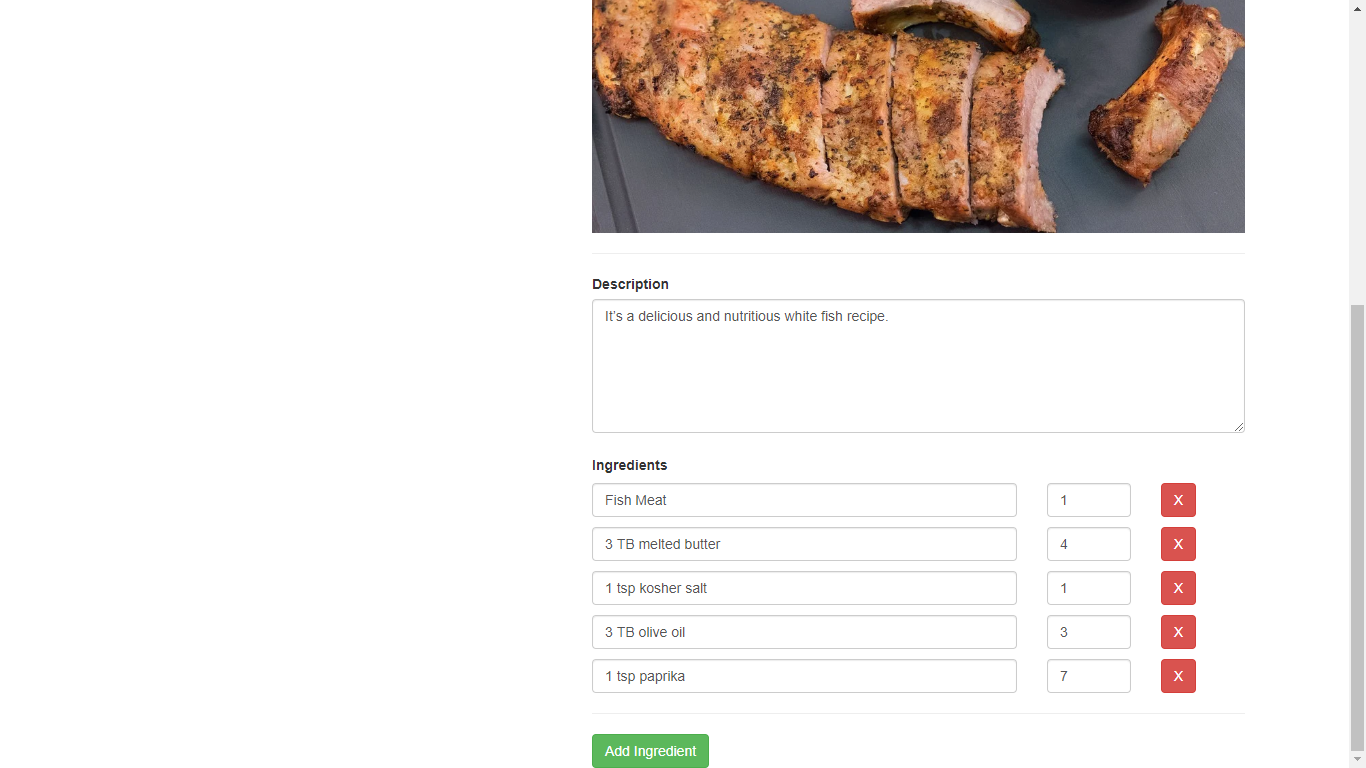 Description
It's a delicious and nutritious white fish recipe.
Ingredients
Fish Meat 1 X
3 TB melted butter 4 X
1 tsp kosher salt 1 X
3 TB olive oil 3 X
1 tsp paprika 7 X
Add Ingredient